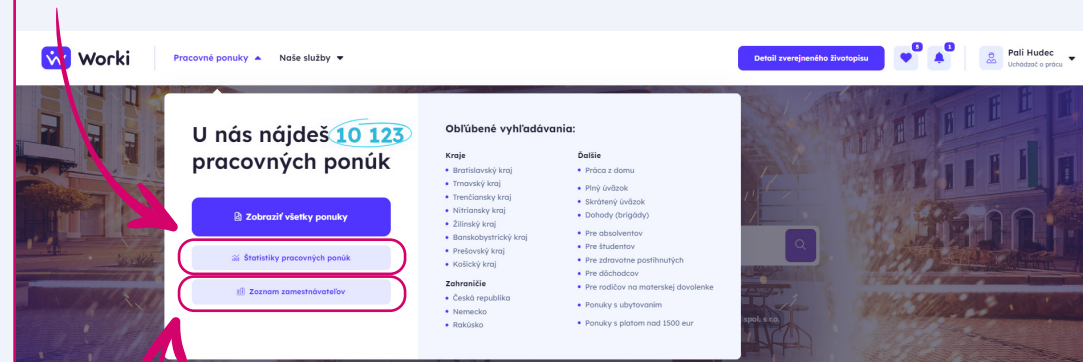 Worki
Pracovné ponuky
Naše služby
Detail zverejneného životopisu
5
1
Pali Hudec
Uchádzač o prácu
U nás nájdeš 10 123
pracovných ponúk
Zobraziť všetky ponuky
Štatistiky pracovných ponúk
Zoznam zamestnávateľov
Obľúbené vyhľadávania:
Kraje
Bratislavský kraj
Trnavský kraj
Trenčiansky kraj
Nitriansky kraj
Žilinský kraj
Banskobystrický kraj
Prešovský kraj
Košický kraj
Zahraničie
Česká republika
Nemecko
Rakúsko
Ďalšie
Práca z domu
Plný úväzok
Skrátený úväzok
Dohody (brigády)
Pre absolventov
Pre študentov
Pre zdravotne postihnutých
Pre dôchodcov
Pre rodičov na materskej dovolenke
Ponuky s ubytovaním
Ponuky s platom nad 1500 eur
spol. s r.o.